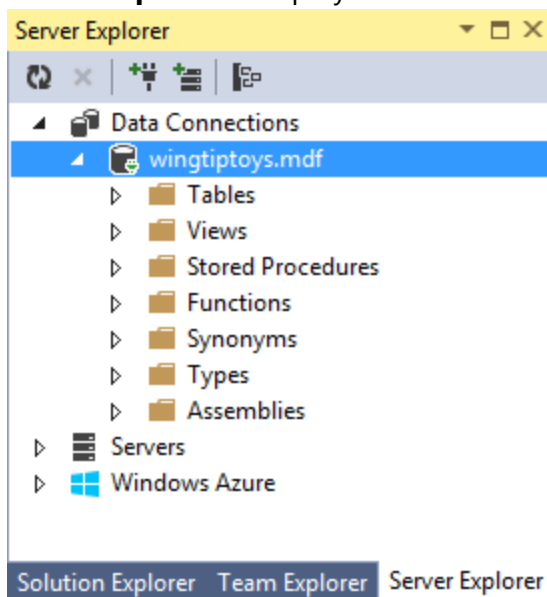 Server Explorer
Data Connections
wingtiptoys.mdf
Tables
Views
Stored Procedures
Functions
Synonyms
Types
Assemblies
Servers
Windows Azure
Solution Explorer Team Explorer Server Explorer